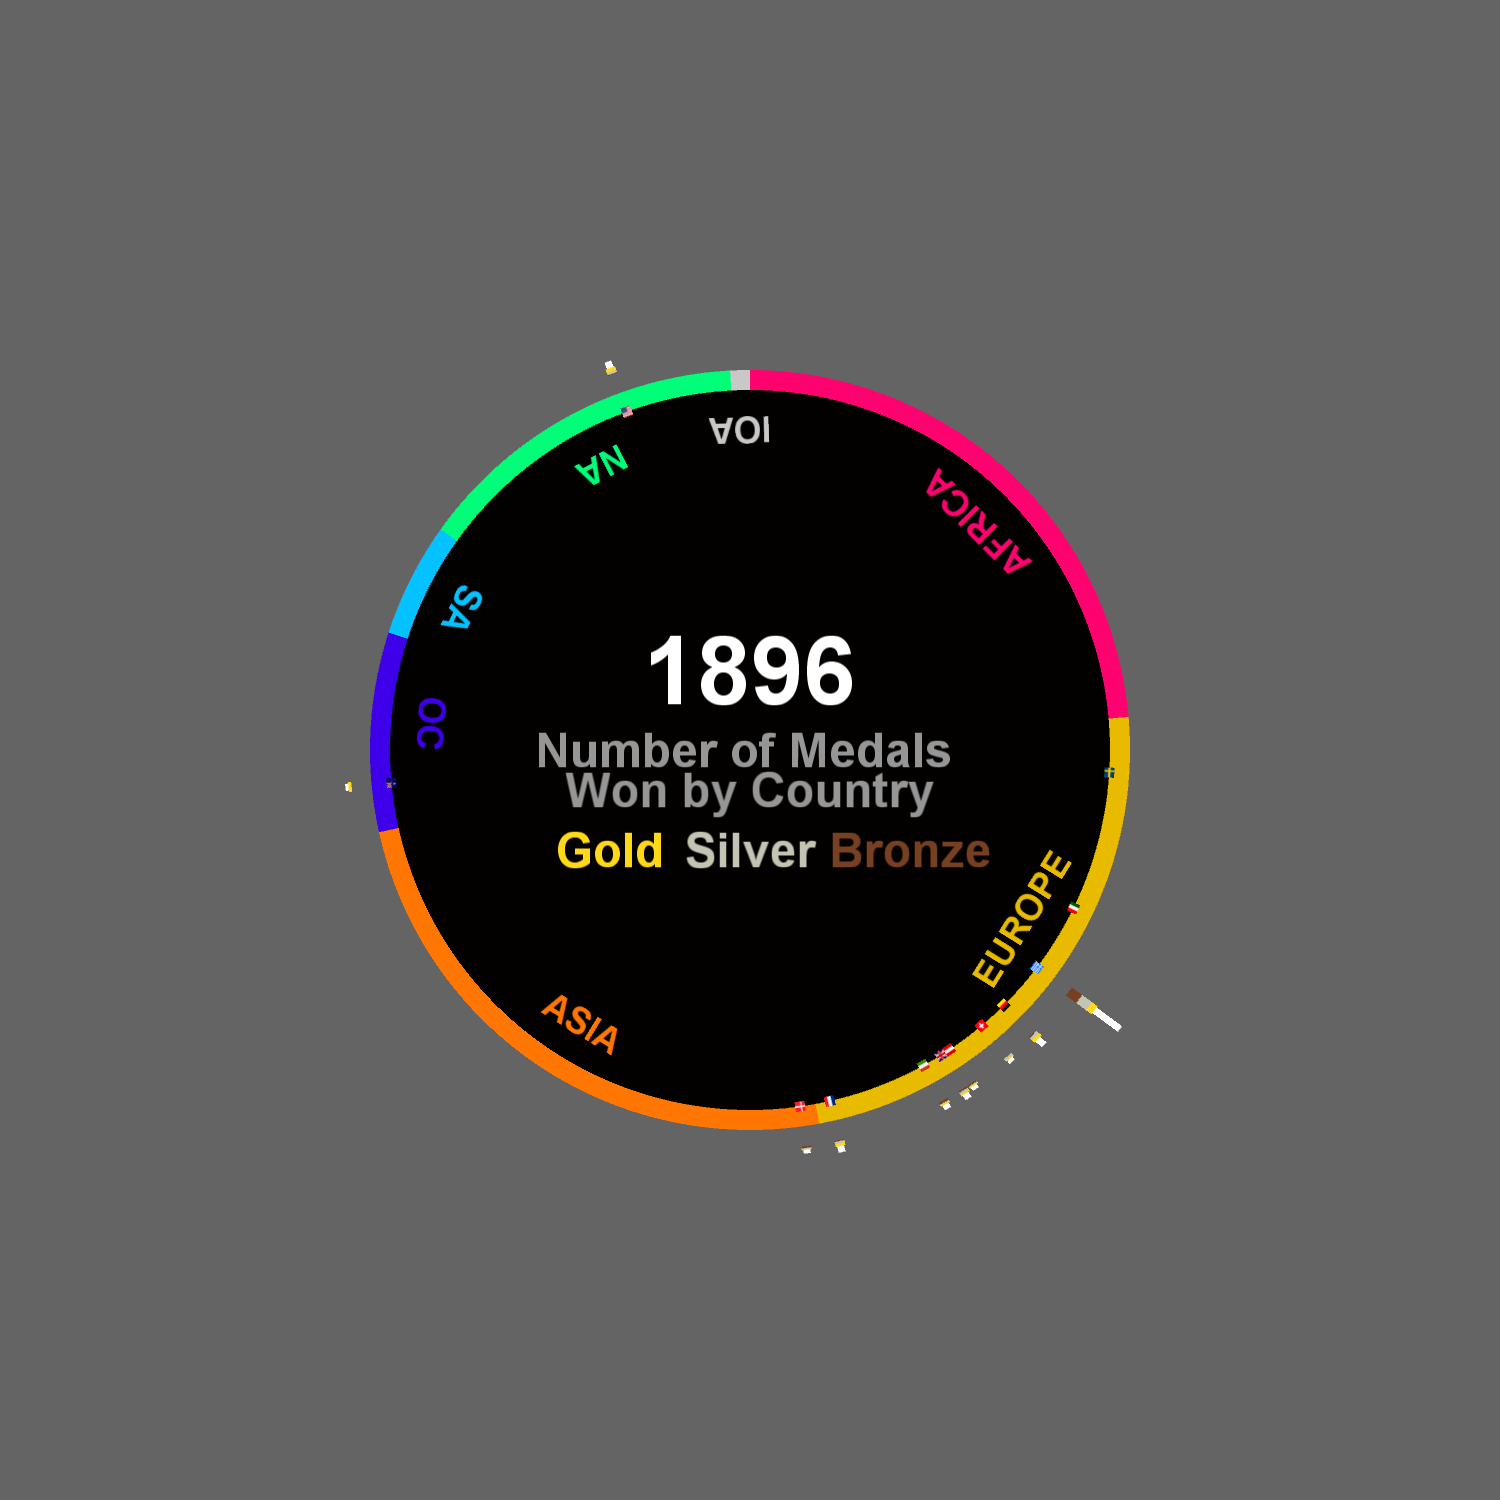 IOA
NA
AFRICA
SA
OC
1896
Number of Medals
Won by Country
Gold Silver Bronze
EUROPE
ASIA